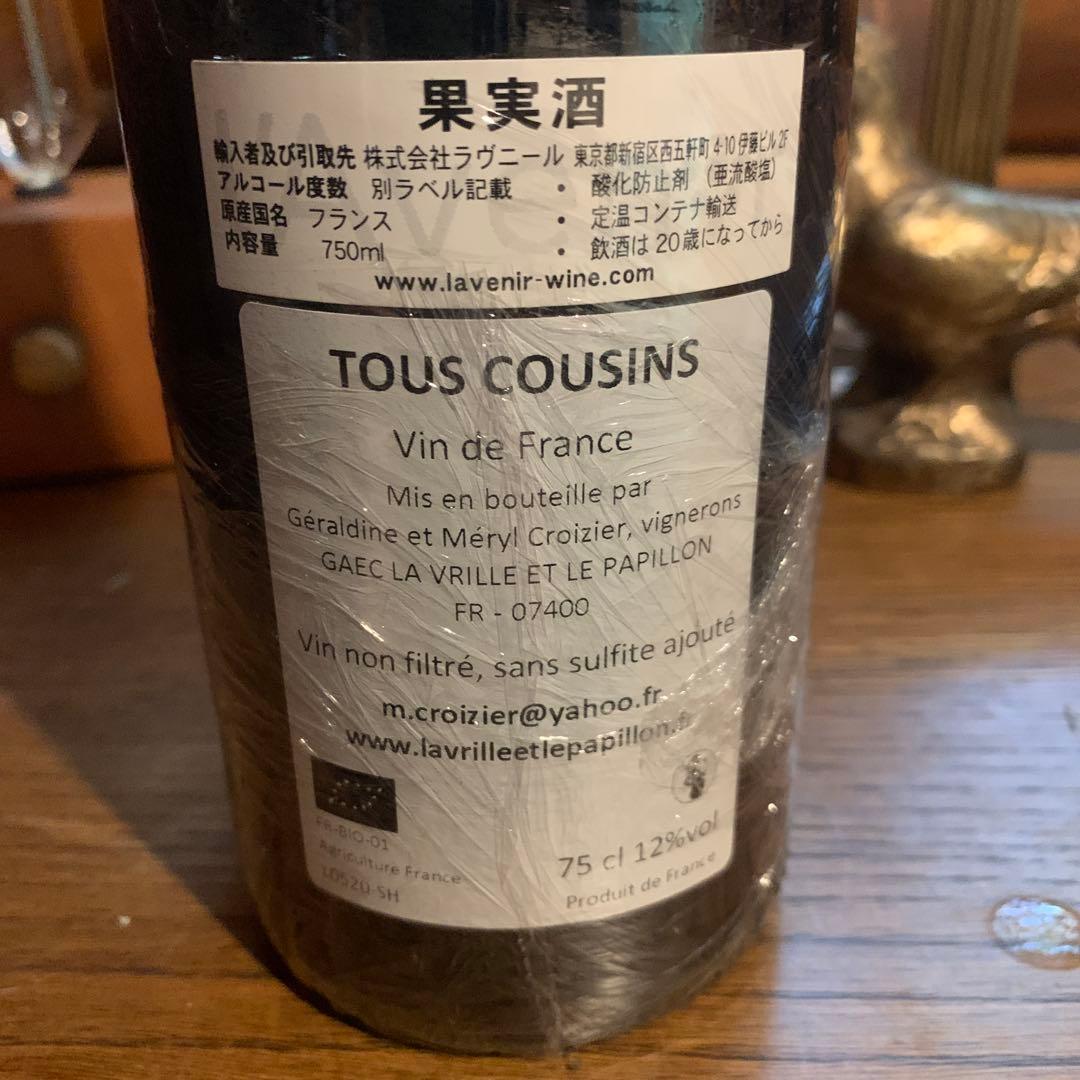 果実酒
輸入者及び引取先 株式会社ラヴニール 東京都新宿区西五軒町 4-10 伊藤ビル 2F
アルコール度数 別ラベル記載 ・ 酸化防止剤 (亜流酸塩)
原産国名 フランス ・ 定温コンテナ輸送
内容量 750ml ・ 飲酒は 20歳になってから
www.lavenir-wine.com
TOUS COUSINS
Vin de France
Mis en bouteille par
Géraldine et Méryl Croizier, vignerons
GAEC LA VRILLE ET LE PAPILLON
FR - 07400
Vin non filtré, sans sulfite ajouté
m.croizier@yahoo.fr
www.lavrilleetlepapillon.fr
FR-BIO-01
Agriculture France
L0520-SH
75 cl 12%vol
Produit de France